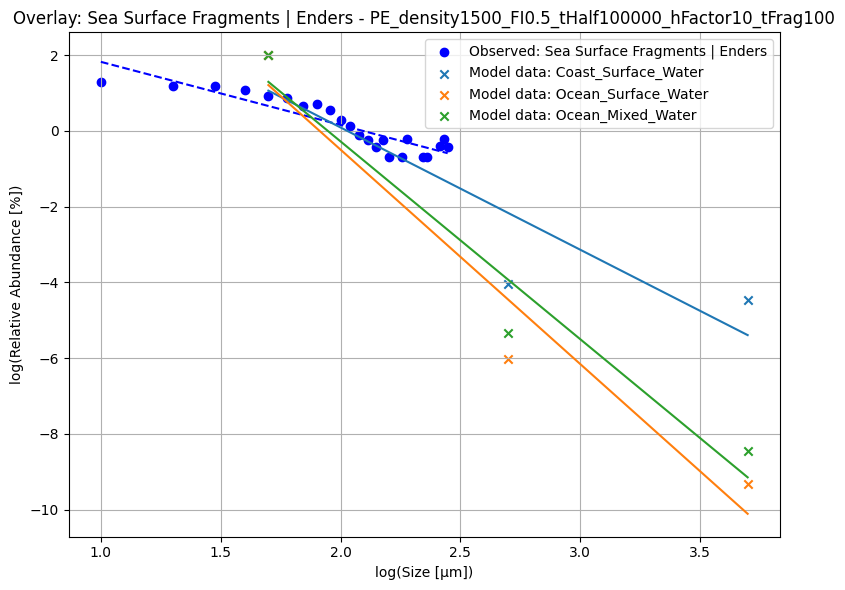 Overlay: Sea Surface Fragments | Enders - PE_density1500_FI0.5_tHalf100000_hFactor10_tFrag100
Observed: Sea Surface Fragments | Enders
Model data: Coast_Surface_Water
Model data: Ocean_Surface_Water
Model data: Ocean_Mixed_Water
log(Relative Abundance [%])
2
0
−2
−4
−6
−8
−10
1.0 1.5 2.0 2.5 3.0 3.5
log(Size [µm])